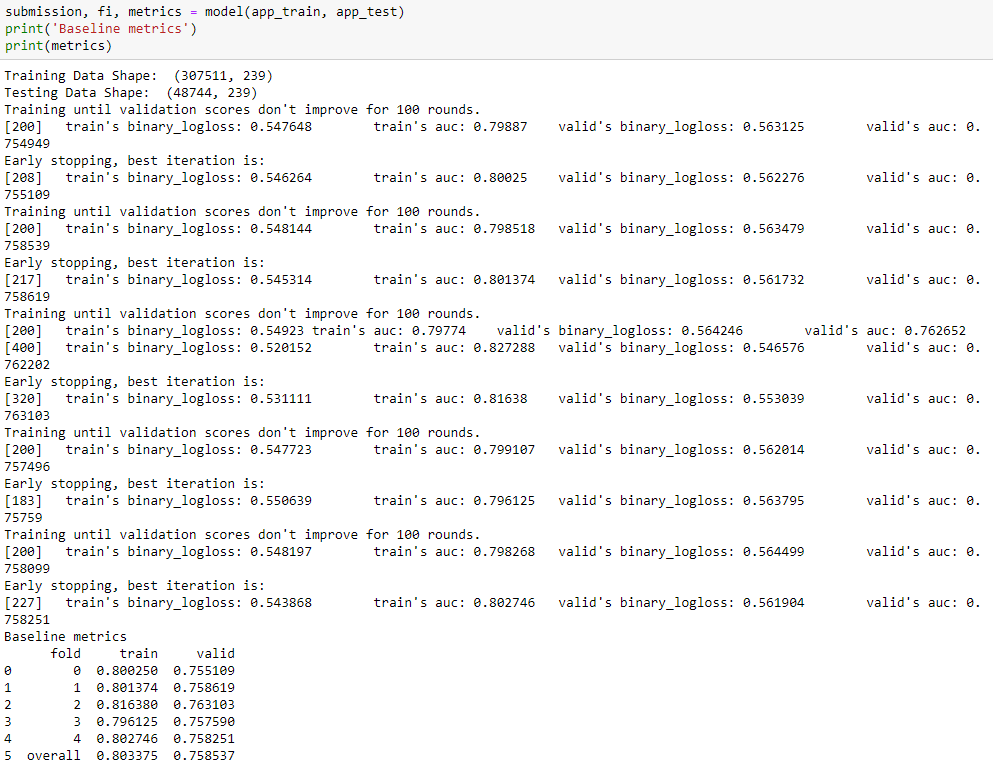 submission, fi, metrics = model(app_train, app_test)
print('Baseline metrics')
print(metrics)
Training Data Shape:  (307511, 239)
Testing Data Shape:  (48744, 239)
Training until validation scores don't improve for 100 rounds.
[200]   train's binary_logloss: 0.547648        train's auc: 0.79887    valid's binary_logloss: 0.563125        valid's auc: 0.
754949
Early stopping, best iteration is:
[208]   train's binary_logloss: 0.546264        train's auc: 0.80025    valid's binary_logloss: 0.562276        valid's auc: 0.
755109
Training until validation scores don't improve for 100 rounds.
[200]   train's binary_logloss: 0.548144        train's auc: 0.798518   valid's binary_logloss: 0.563479        valid's auc: 0.
758539
Early stopping, best iteration is:
[217]   train's binary_logloss: 0.545314        train's auc: 0.801374   valid's binary_logloss: 0.561732        valid's auc: 0.
758619
Training until validation scores don't improve for 100 rounds.
[200]   train's binary_logloss: 0.54923 train's auc: 0.79774    valid's binary_logloss: 0.564246        valid's auc: 0.762652
[400]   train's binary_logloss: 0.520152        train's auc: 0.827288   valid's binary_logloss: 0.546576        valid's auc: 0.
762202
Early stopping, best iteration is:
[320]   train's binary_logloss: 0.531111        train's auc: 0.81638    valid's binary_logloss: 0.553039        valid's auc: 0.
763103
Training until validation scores don't improve for 100 rounds.
[200]   train's binary_logloss: 0.547723        train's auc: 0.799107   valid's binary_logloss: 0.562014        valid's auc: 0.
757496
Early stopping, best iteration is:
[183]   train's binary_logloss: 0.550639        train's auc: 0.796125   valid's binary_logloss: 0.563795        valid's auc: 0.
75759
Training until validation scores don't improve for 100 rounds.
[200]   train's binary_logloss: 0.548197        train's auc: 0.798268   valid's binary_logloss: 0.564499        valid's auc: 0.
758099
Early stopping, best iteration is:
[227]   train's binary_logloss: 0.543868        train's auc: 0.802746   valid's binary_logloss: 0.561904        valid's auc: 0.
758251
Baseline metrics
      fold     train     valid
0        0  0.800250  0.755109
1        1  0.801374  0.758619
2        2  0.816380  0.763103
3        3  0.796125  0.757590
4        4  0.802746  0.758251
5  overall  0.803375  0.758537